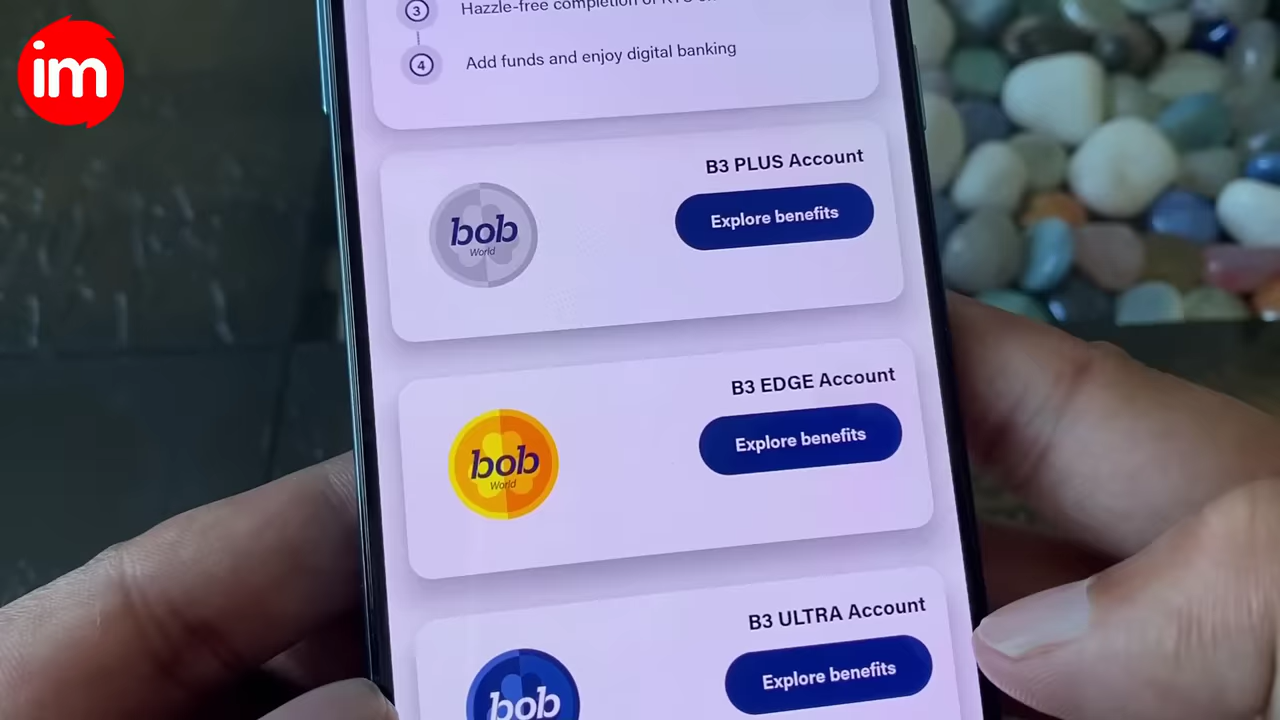 im
3
Hazzle-free completion of
4
Add funds and enjoy digital banking
B3 PLUS Account
bob
World
Explore benefits
B3 EDGE Account
bob
World
Explore benefits
B3 ULTRA Account
bob
Explore benefits